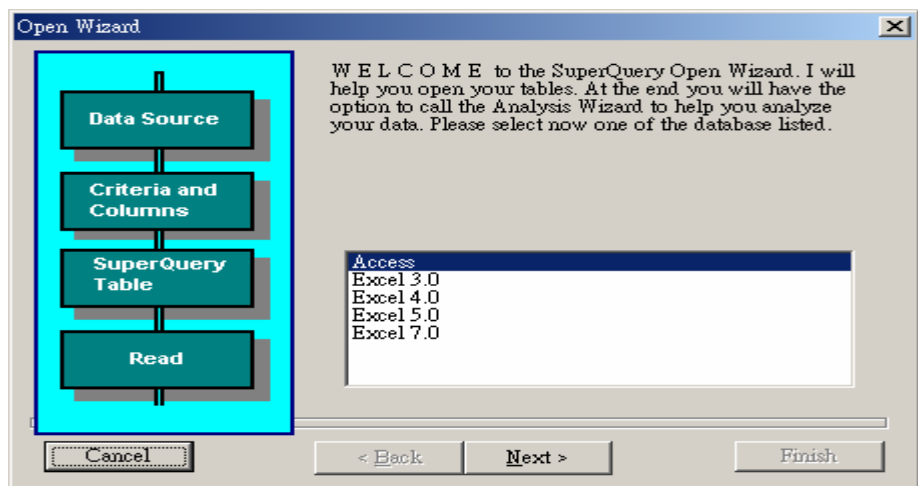 Open Wizard
Data Source
Criteria and
Columns
SuperQuery
Table
Read
W E L C O M E to the SuperQuery Open Wizard. I will
help you open your tables. At the end you will have the
option to call the Analysis Wizard to help you analyze
your data. Please select now one of the database listed.
Access
Excel 3.0
Excel 4.0
Excel 5.0
Excel 7.0
Cancel
< Back
Next >
Finish